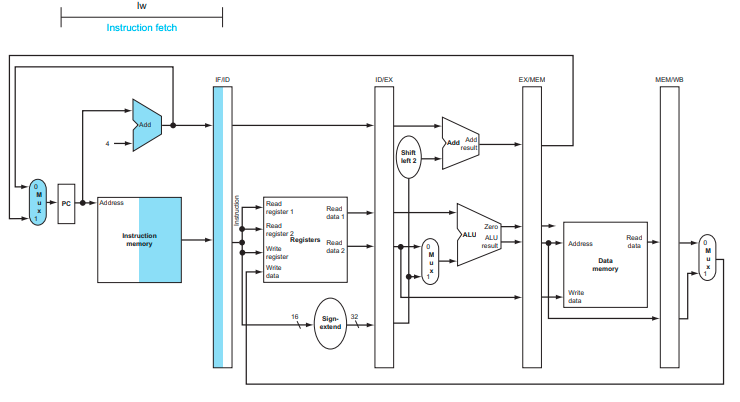 lw
Instruction fetch
IF/ID
ID/EX
EX/MEM
MEM/WB
Add
4
Add
Add
result
Shift
left 2
0
M
u
x
1
PC
Address
Instruction
memory
Instruction
Read
register 1
Read
register 2
Write
register
Write
data
Registers
Read
data 1
Read
data 2
16
Sign-
extend
32
0
M
u
x
1
ALU
Zero
ALU
result
Address
Write
data
Data
memory
Read
data
0
M
u
x
1